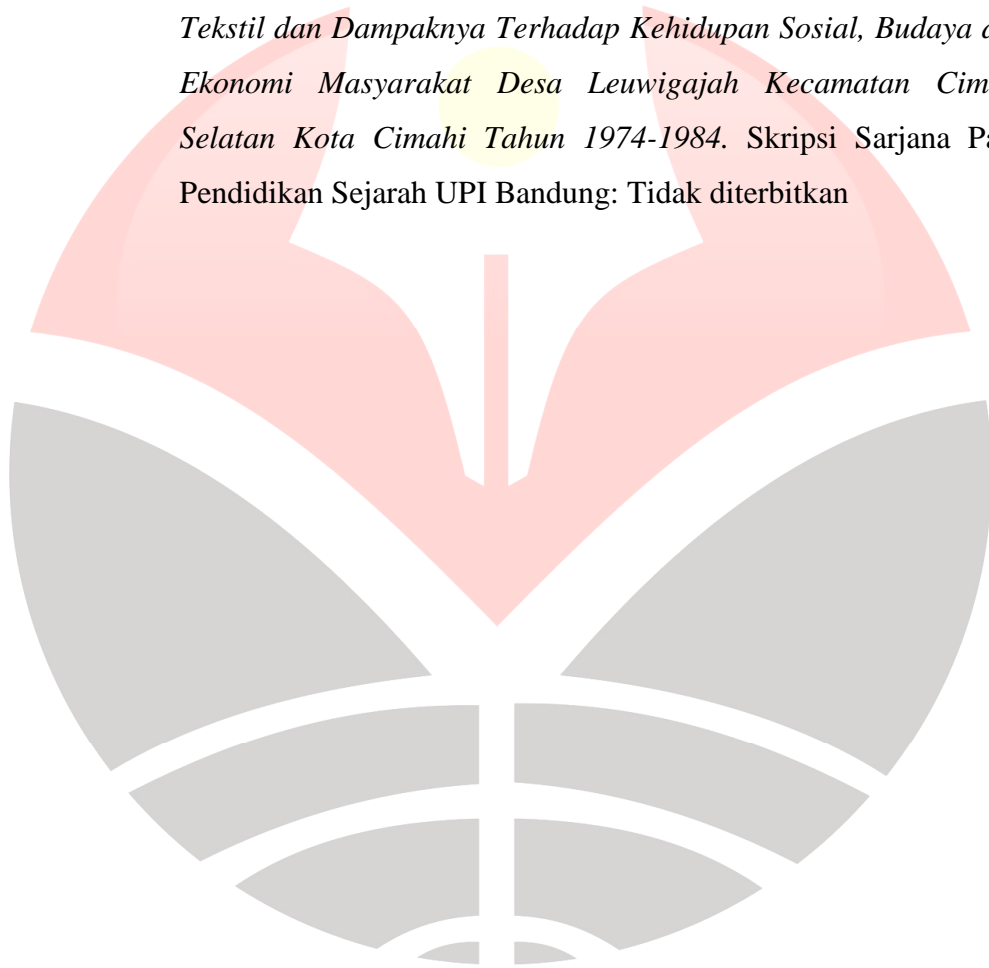 Tekstil dan Dampaknya Terhadap Kehidupan Sosial, Budaya
Ekonomi Masyarakat Desa Leuwigajah Kecamatan
Selatan Kota Cimahi Tahun 1974-1984. Skripsi Sarjana
Pendidikan Sejarah UPI Bandung: Tidak diterbitkan